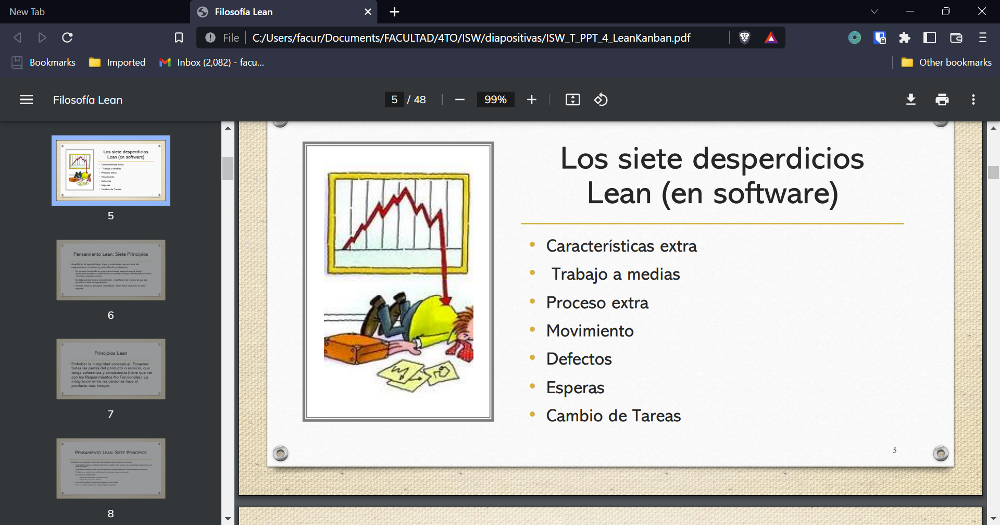 New Tab
Filosofía Lean
File
C:/Users/facur/Documents/FACULTAD/4TO/ISW/diapositivas/ISW_T_PPT_4_LeanKanban.pdf
Bookmarks
Imported
Inbox (2,082) - facu...
Other bookmarks
Filosofía Lean
5 / 48
99%
Los siete desperdicios
Lean (en software)
• Características extra
• Trabajo a medias
• Proceso extra
• Movimiento
• Defectos
• Esperas
• Cambio de Tareas
5
Pensamiento Lean: Siete Principios
6
Principios Lean
• Embeber la integridad conceptual. Encastrar
todas las partes del producto o servicio, que
tenga coherencia y consistencia (tiene que ver
con los Requerimientos No Funcionales). La
integración entre las personas hace el
producto más íntegro.
7
Pensamiento Lean: Siete Principios
8
Los siete desperdicios
Lean (en software)
• Características extra
• Trabajo a medias
• Proceso extra
• Movimiento
• Defectos
• Esperas
• Cambio de Tareas
5